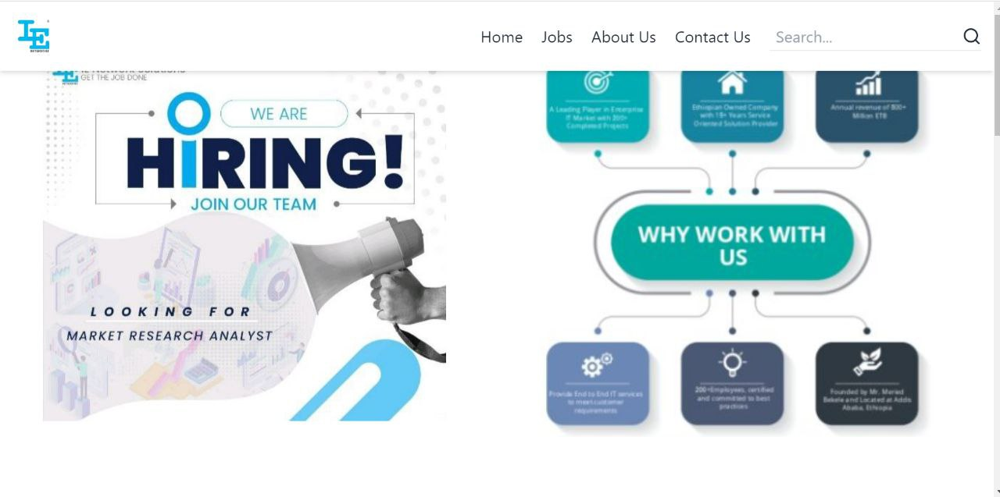 IE
NETWORKS
Home
Jobs
About Us
Contact Us
Search...
IE Network Solutions
GET THE JOB DONE
WE ARE
HiRING!
JOIN OUR TEAM
LOOKING FOR
MARKET RESEARCH ANALYST
A Leading Player in Enterprise
IT Market with 200+
Completed Projects
Ethiopian Owned Company
with 15+ Years Service
Oriented Solution Provider
Annual revenue of 800+
Million ETB
WHY WORK WITH
US
Provide End to End IT services
to meet customer
requirements
200+Employees, certified
and committed to best
practices
Founded by Mr. Meried
Bekele and Located at Addis
Ababa, Ethiopia